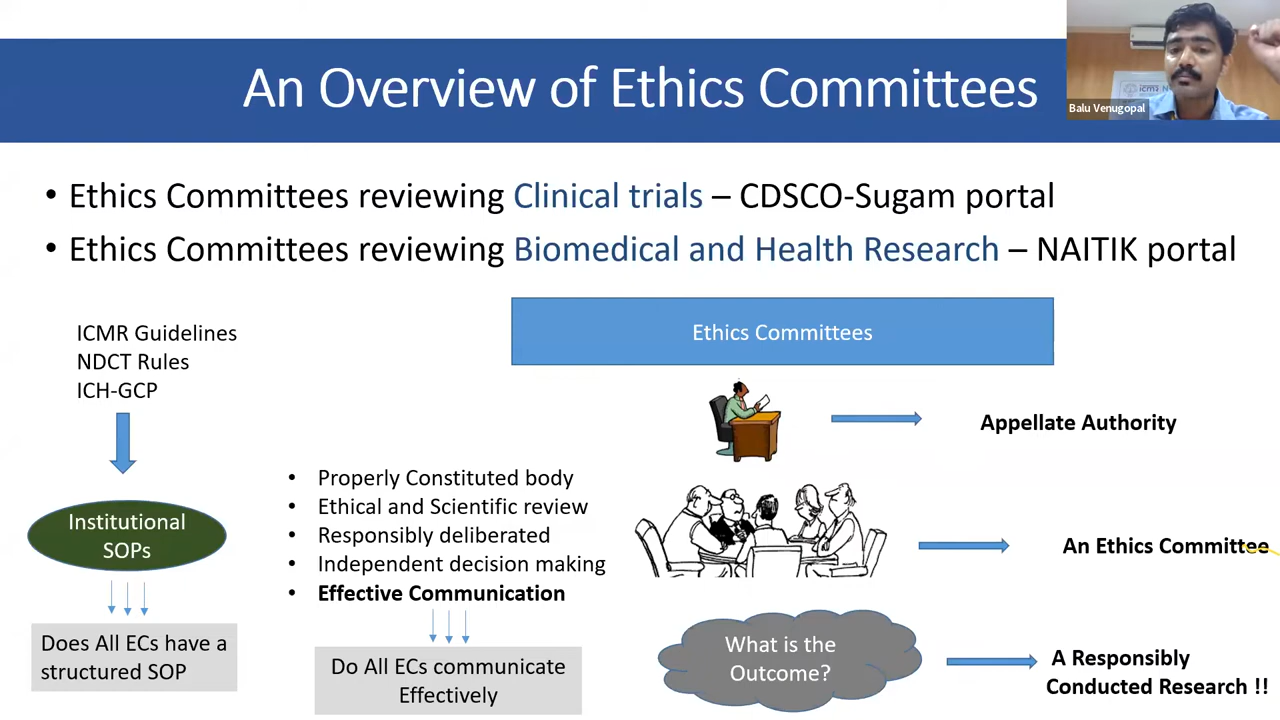 An Overview of Ethics Committees
Balu Venugopal
icmr
• Ethics Committees reviewing Clinical trials – CDSCO-Sugam portal
• Ethics Committees reviewing Biomedical and Health Research – NAITIK portal
ICMR Guidelines
NDCT Rules
ICH-GCP
Institutional
SOPs
Does All ECs have a
structured SOP
• Properly Constituted body
• Ethical and Scientific review
• Responsibly deliberated
• Independent decision making
• Effective Communication
Do All ECs communicate
Effectively
Ethics Committees
Appellate Authority
An Ethics Committee
What is the
Outcome?
A Responsibly
Conducted Research !!